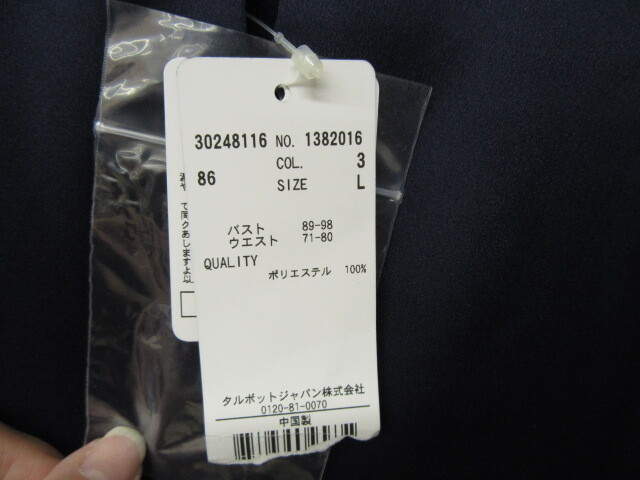 30248116 NO. 1382016
COL. 3
86 SIZE L
バスト 89-98
ウエスト 71-80
QUALITY
ポリエステル 100%
タルボットジャパン株式会社
0120-81-0070
中国製